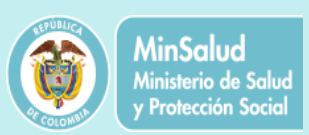 REPÚBLICA
DE COLOMBIA
MinSalud
Ministerio de Salud
y Protección Social